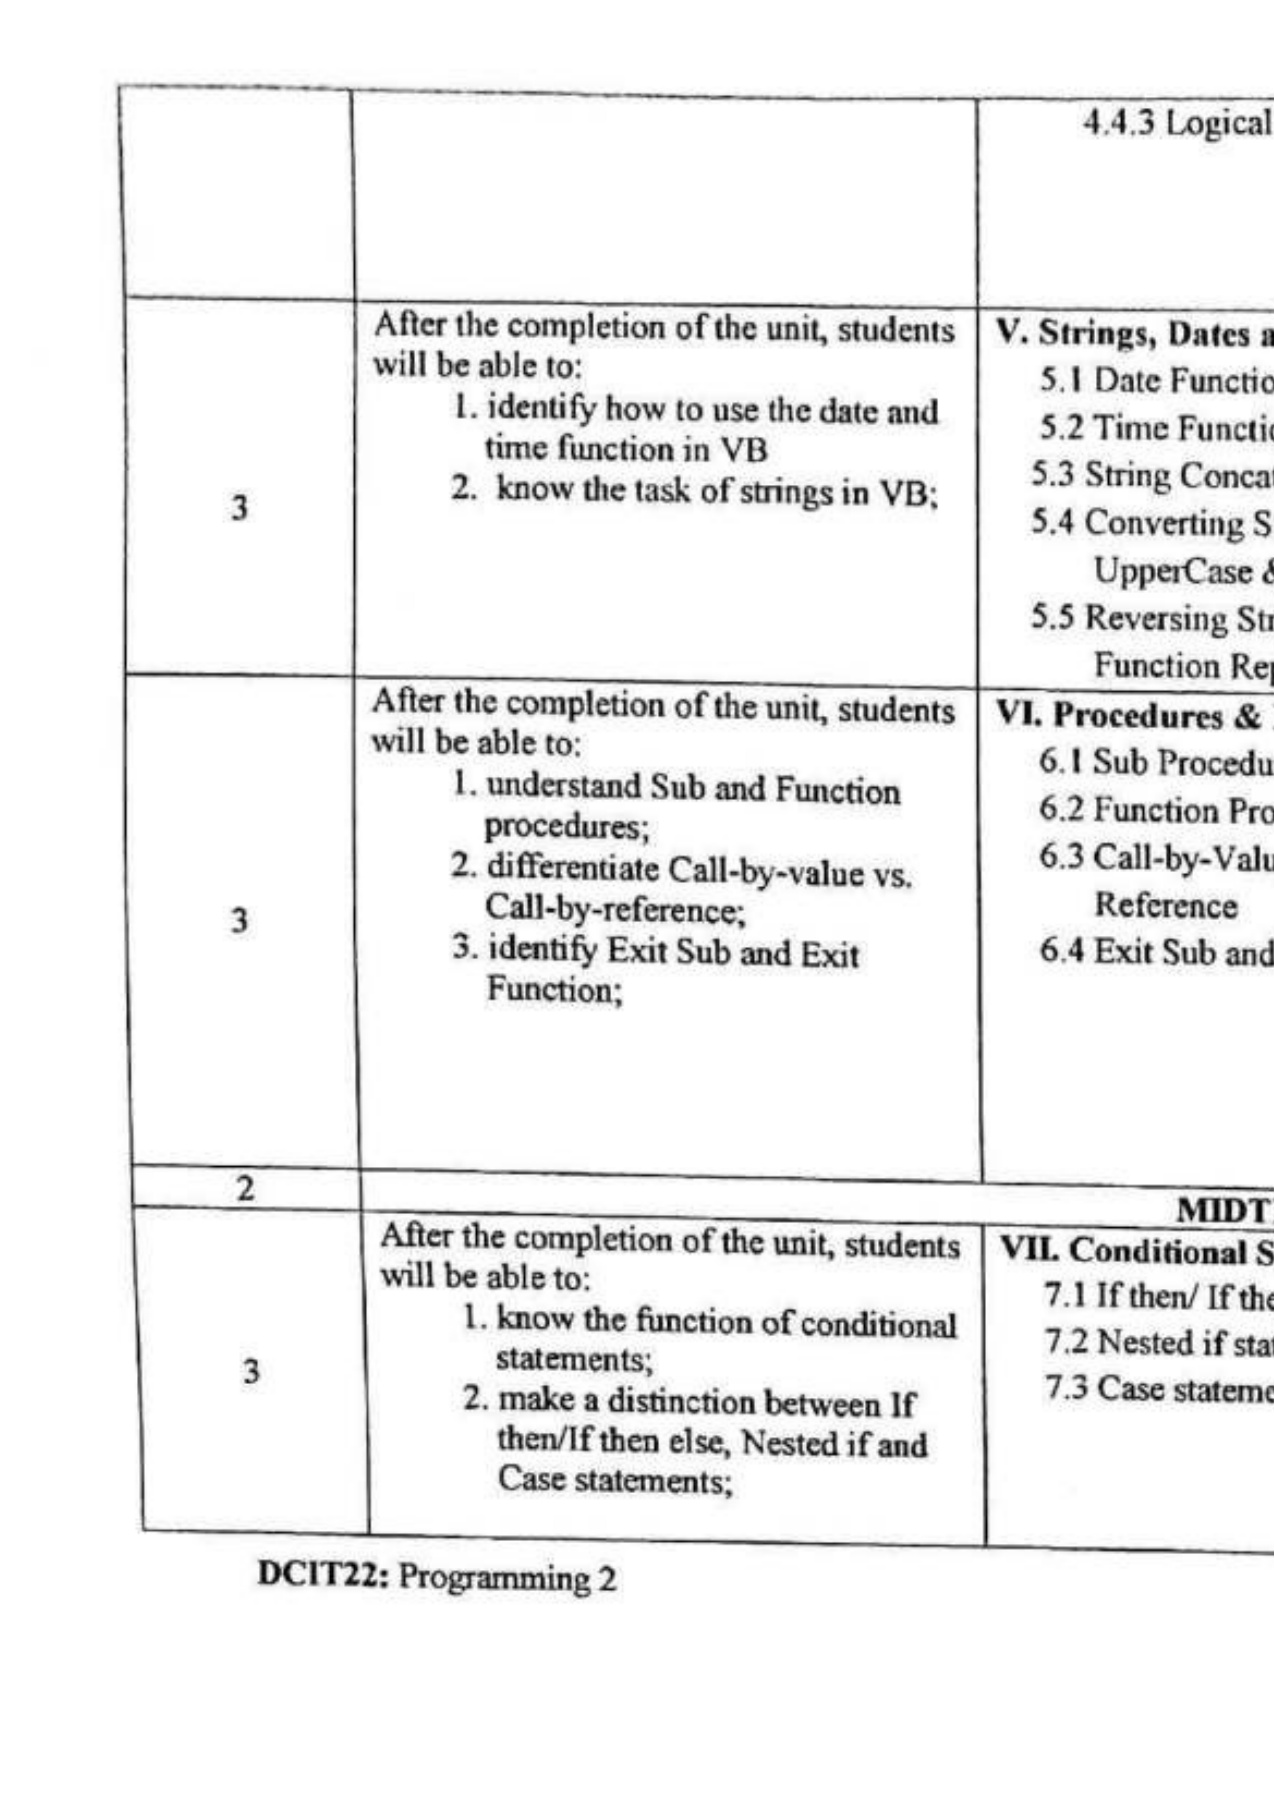 4.4.3 Logical
3
After the completion of the unit, students
will be able to:
1. identify how to use the date and
time function in VB
2. know the task of strings in VB;
V. Strings, Dates a
5.1 Date Functio
5.2 Time Functi
5.3 String Concat
5.4 Converting S
UpperCase &
5.5 Reversing Str
Function Rep
3
After the completion of the unit, students
will be able to:
1. understand Sub and Function
procedures;
2. differentiate Call-by-value vs.
Call-by-reference;
3. identify Exit Sub and Exit
Function;
VI. Procedures &
6.1 Sub Procedu
6.2 Function Pro
6.3 Call-by-Valu
Reference
6.4 Exit Sub and
2
MIDT
3
After the completion of the unit, students
will be able to:
1. know the function of conditional
statements;
2. make a distinction between If
then/If then else, Nested if and
Case statements;
VII. Conditional S
7.1 If then/ If the
7.2 Nested if stat
7.3 Case stateme
DCIT22: Programming 2